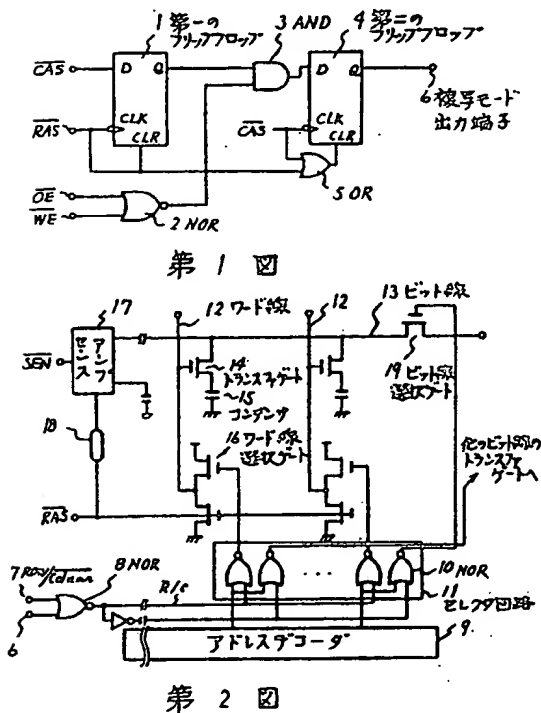 1 第一の
フリップフロップ
3 AND
4 第二の
フリップフロップ
C̅A̅S̅
D
Q
D
Q
6 複写モード
出力端子
R̅A̅S̅
CLK
CLR
C̅A̅S̅
CLK
CLR
5 OR
O̅E̅
W̅E̅
2 NOR
第 1 図
17
12 ワード線
12
13 ビット線
S̅E̅N̅
センスアンプ
14
トランスファゲート
15
コンデンサ
19 ビット線
選択ゲート
18
16 ワード線
選択ゲート
他のビット線の
トランスファ
ゲートへ
R̅A̅S̅
7 Row/C̅o̅l̅u̅m̅n̅
8 NOR
R/c
...
10 NOR
11
セレクタ回路
6
アドレスデコーダ
9
第 2 図